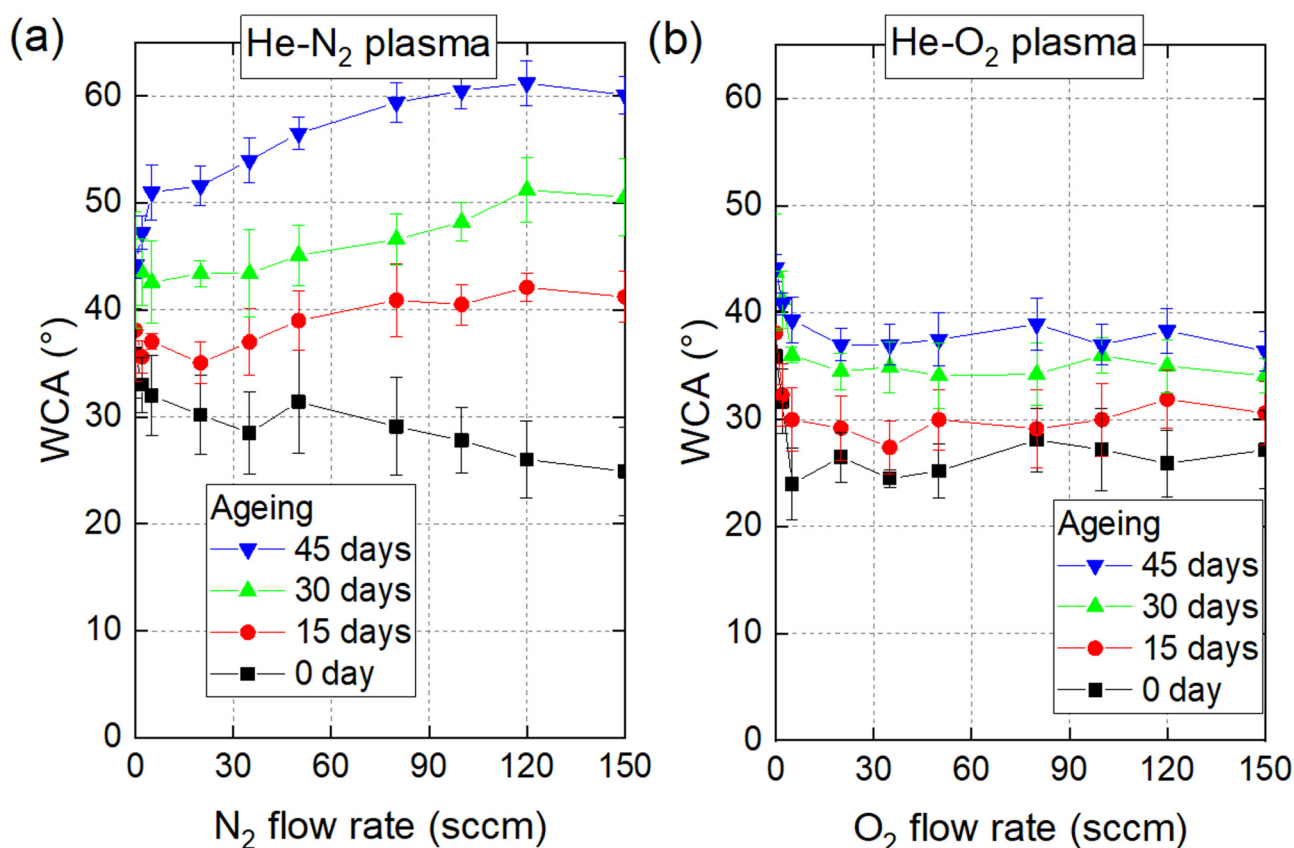 (a)
He-N₂ plasma
WCA (°)
60
50
40
30
20
10
0
Ageing
45 days
30 days
15 days
0 day
0 30 60 90 120 150
N₂ flow rate (sccm)
(b)
He-O₂ plasma
WCA (°)
60
50
40
30
20
10
0
Ageing
45 days
30 days
15 days
0 day
0 30 60 90 120 150
O₂ flow rate (sccm)